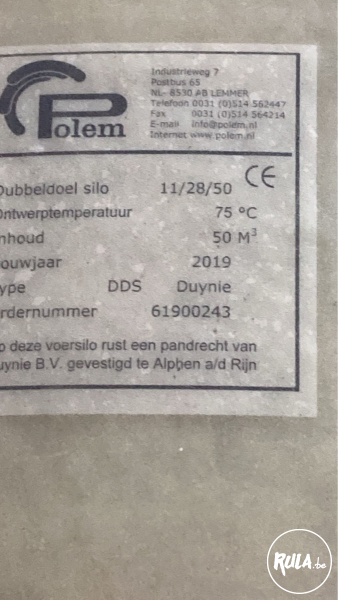 Polem
Industrieweg 7
Postbus 65
NL- 8530 AB LEMMER
Telefoon 0031 (0)514 562447
Fax 0031 (0)514 564214
E-mail info@polem.nl
Internet www.polem.nl
Dubbeldoel silo 11/28/50 CE
Ontwerptemperatuur 75 °C
nhoud 50 M³
ouwjaar 2019
ype DDS Duynie
rdernummer 61900243
p deze voersilo rust een pandrecht van
uynie B.V. gevestigd te Alphen a/d Rijn
RULA.be